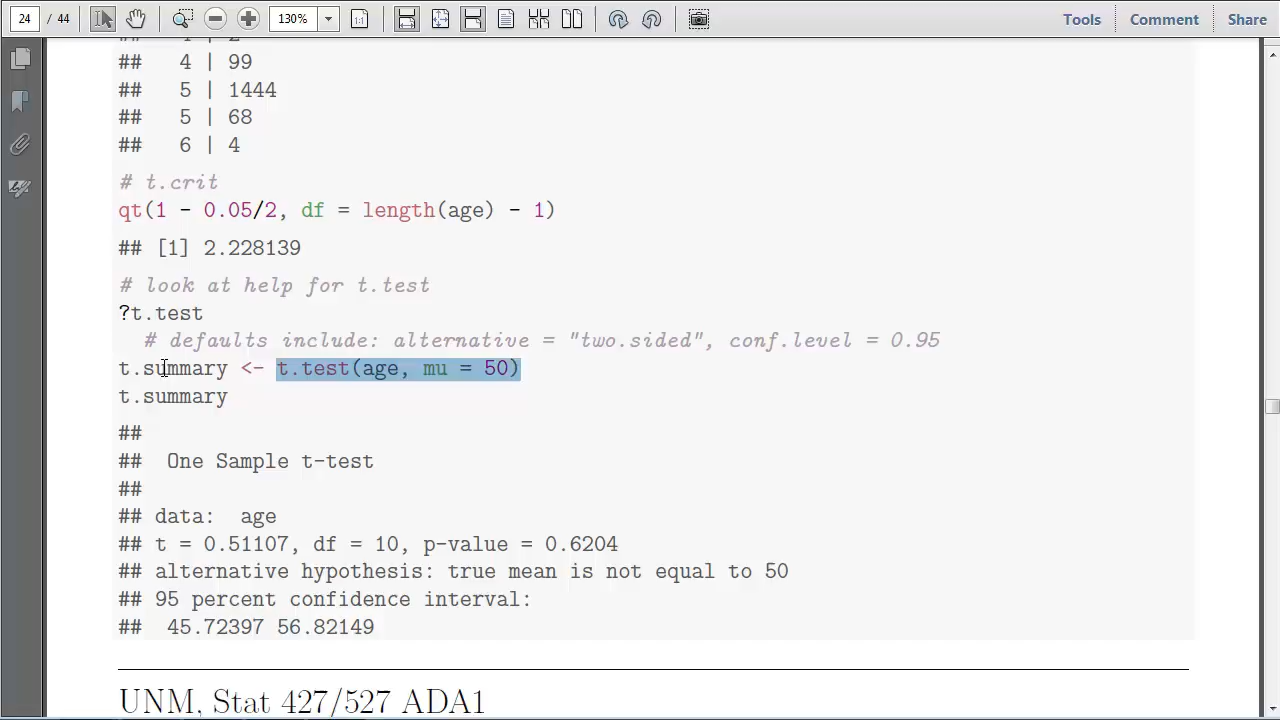 24 / 44
130%
Tools Comment Share
## 4 | 99
## 5 | 1444
## 5 | 68
## 6 | 4
# t.crit
qt(1 - 0.05/2, df = length(age) - 1)
## [1] 2.228139
# look at help for t.test
?t.test
# defaults include: alternative = "two.sided", conf.level = 0.95
t.summary <- t.test(age, mu = 50)
t.summary
##
## One Sample t-test
##
## data: age
## t = 0.51107, df = 10, p-value = 0.6204
## alternative hypothesis: true mean is not equal to 50
## 95 percent confidence interval:
## 45.72397 56.82149
UNM, Stat 427/527 ADA1